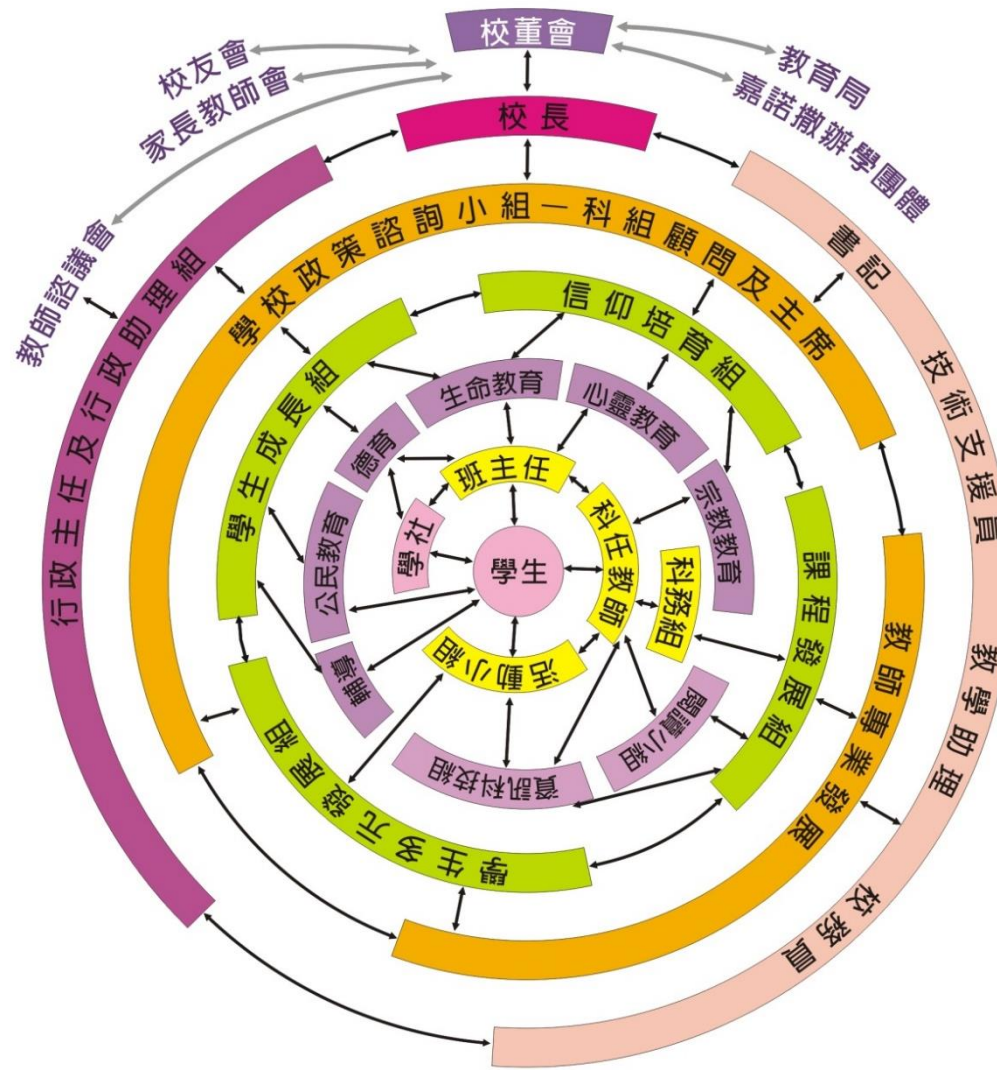 校董會
校友會
家長教師會
教師諮議會
教育局
嘉諾撒辦學團體
校長
行政主任及行政助理組
書記 技術支援員 教學助理 校務員
學校政策諮詢小組－科組顧問及主席
教師專業發展
信仰培育組
學生成長組
課程發展組
學生多元發展組
生命教育
心靈教育
宗教教育
德育
公民教育
輔導
資訊科技組
閱讀小組
班主任
科任教師
科務組
活動小組
學社
學生